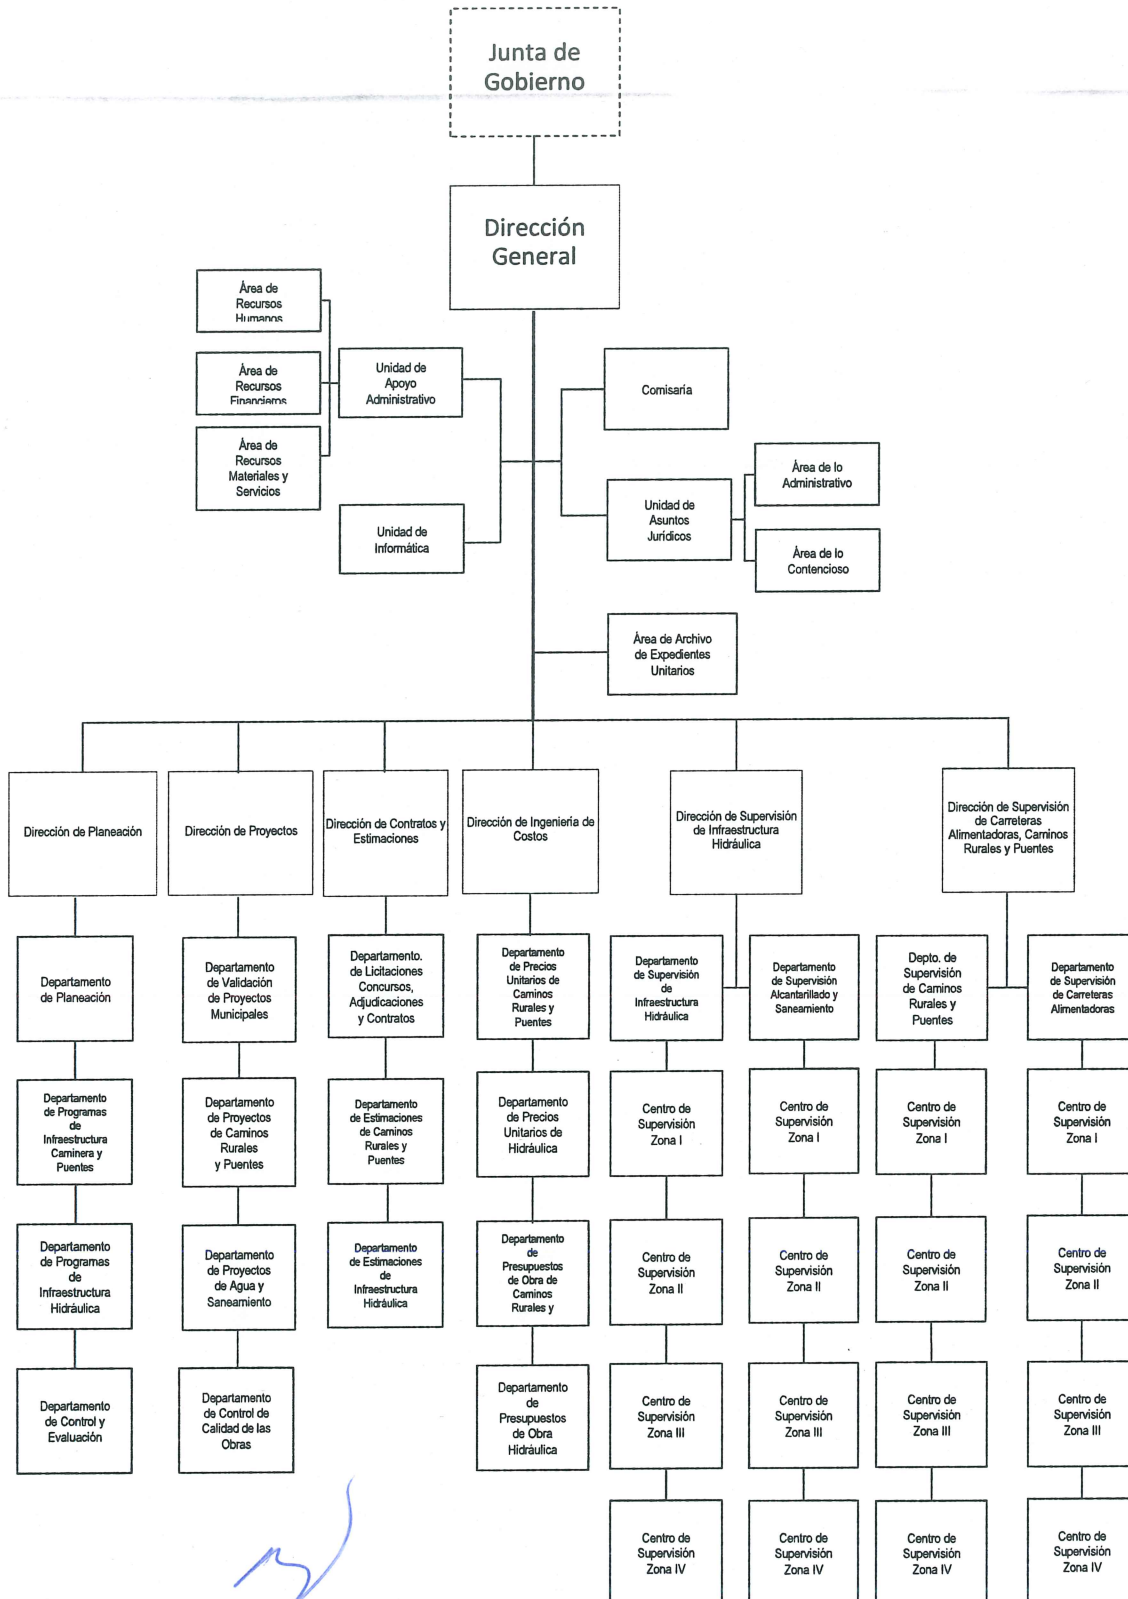 Junta de
Gobierno
Dirección
General
Área de
Recursos
Humanos
Área de
Recursos
Financieros
Área de
Recursos
Materiales y
Servicios
Unidad de
Apoyo
Administrativo
Unidad de
Informática
Comisaría
Unidad de
Asuntos
Jurídicos
Área de lo
Administrativo
Área de lo
Contencioso
Área de Archivo
de Expedientes
Unitarios
Dirección de Planeación
Dirección de Proyectos
Dirección de Contratos y
Estimaciones
Dirección de Ingeniería de
Costos
Dirección de Supervisión
de Infraestructura
Hidráulica
Dirección de Supervisión
de Carreteras
Alimentadoras, Caminos
Rurales y Puentes
Departamento
de Planeación
Departamento
de Programas
de
Infraestructura
Caminera y
Puentes
Departamento
de Programas
de
Infraestructura
Hidráulica
Departamento
de Control y
Evaluación
Departamento
de Validación
de Proyectos
Municipales
Departamento
de Proyectos
de Caminos
Rurales
y Puentes
Departamento
de Proyectos
de Agua y
Saneamiento
Departamento
de Control de
Calidad de las
Obras
Departamento.
de Licitaciones
Concursos,
Adjudicaciones
y Contratos
Departamento
de Estimaciones
de Caminos
Rurales y
Puentes
Departamento
de Estimaciones
de
Infraestructura
Hidráulica
Departamento
de Precios
Unitarios de
Caminos
Rurales y
Puentes
Departamento
de Precios
Unitarios de
Hidráulica
Departamento
de
Presupuestos
de Obra de
Caminos
Rurales y
Departamento
de
Presupuestos
de Obra
Hidráulica
Departamento
de Supervisión
de
Infraestructura
Hidráulica
Centro de
Supervisión
Zona I
Centro de
Supervisión
Zona II
Centro de
Supervisión
Zona III
Centro de
Supervisión
Zona IV
Departamento
de Supervisión
Alcantarillado y
Saneamiento
Centro de
Supervisión
Zona I
Centro de
Supervisión
Zona II
Centro de
Supervisión
Zona III
Centro de
Supervisión
Zona IV
Depto. de
Supervisión
de Caminos
Rurales y
Puentes
Centro de
Supervisión
Zona I
Centro de
Supervisión
Zona II
Centro de
Supervisión
Zona III
Centro de
Supervisión
Zona IV
Departamento
de Supervisión
de Carreteras
Alimentadoras
Centro de
Supervisión
Zona I
Centro de
Supervisión
Zona II
Centro de
Supervisión
Zona III
Centro de
Supervisión
Zona IV